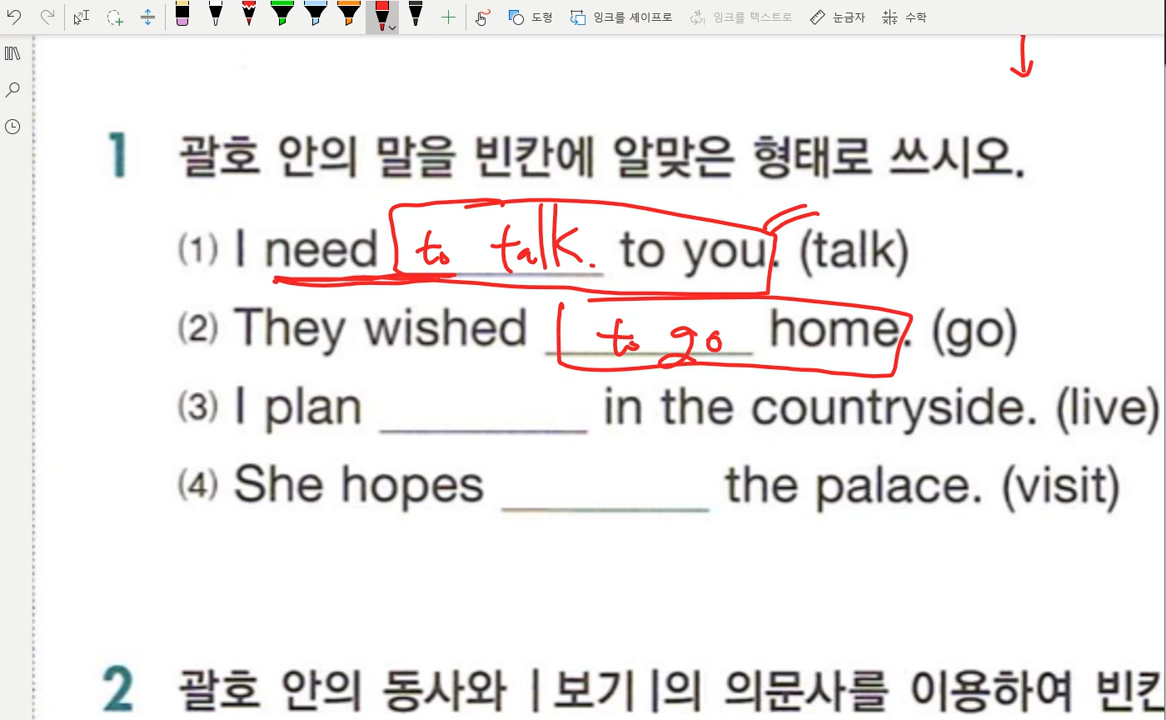 도형 잉크를 셰이프로 잉크를 텍스트로 눈금자 수학
1 괄호 안의 말을 빈칸에 알맞은 형태로 쓰시오.
(1) I need to talk. to you. (talk)
(2) They wished to go home. (go)
(3) I plan ________ in the countryside. (live)
(4) She hopes ________ the palace. (visit)
2 괄호 안의 동사와 |보기|의 의문사를 이용하여 빈칸